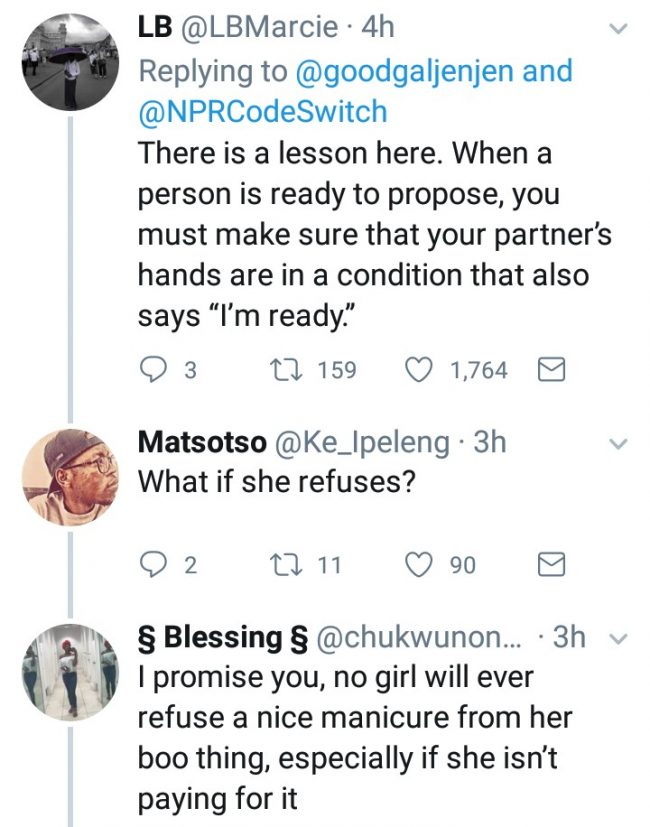 LB @LBMarcie · 4h
Replying to @goodgaljenjen and
@NPRCodeSwitch
There is a lesson here. When a
person is ready to propose, you
must make sure that your partner's
hands are in a condition that also
says “I'm ready.”
3 159 1,764
Matsotso @Ke_Ipeleng · 3h
What if she refuses?
2 11 90
§ Blessing § @chukwunon... · 3h
I promise you, no girl will ever
refuse a nice manicure from her
boo thing, especially if she isn't
paying for it